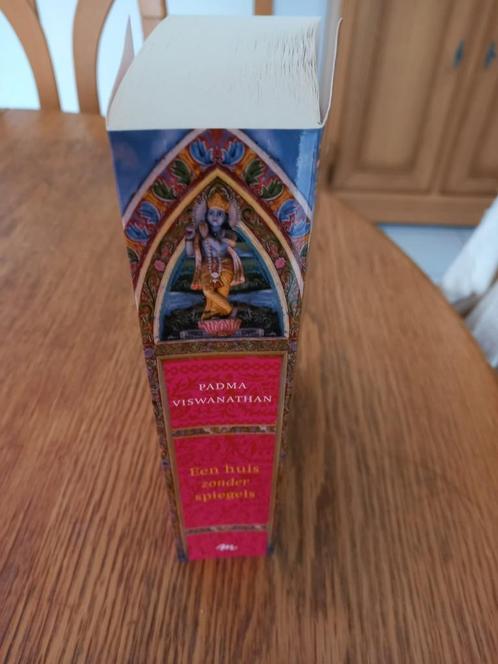 PADMA
VISWANATHAN
Een huis
zonder
spiegels
m